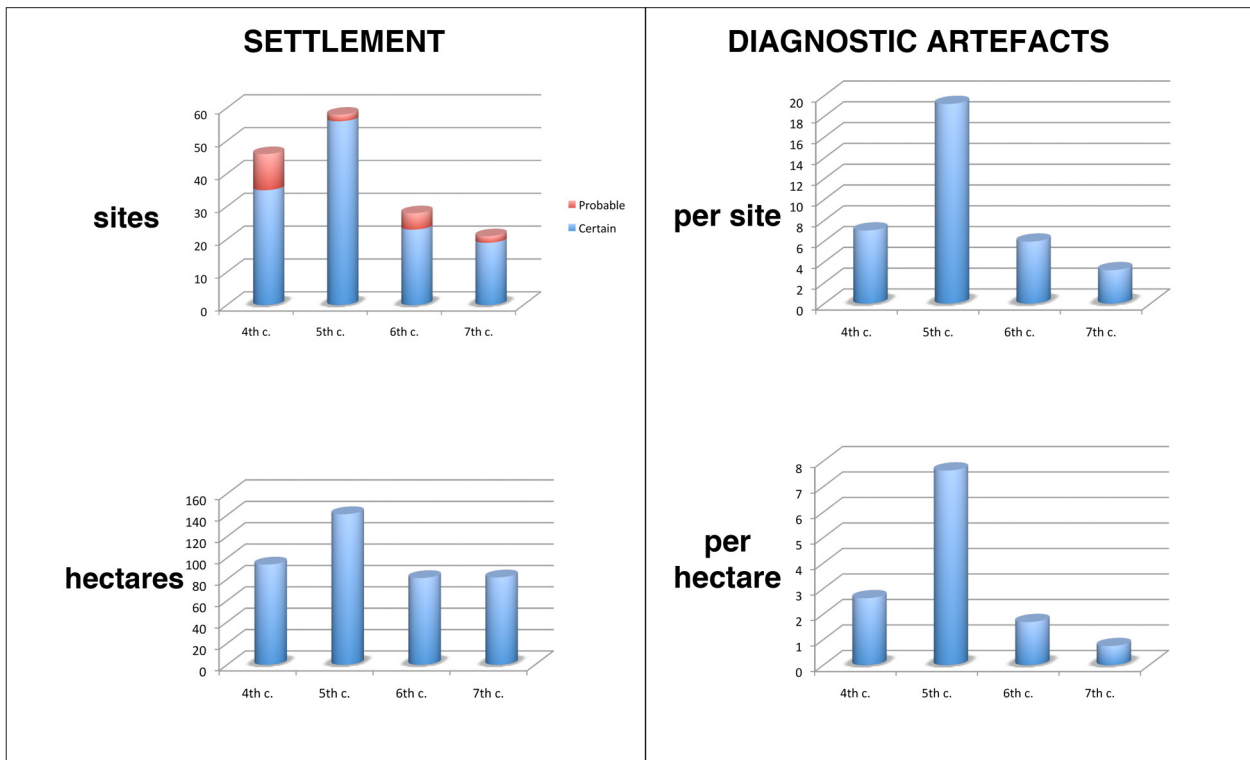 SETTLEMENT
sites
60
50
40
30
20
10
0
4th c. 5th c. 6th c. 7th c.
Probable
Certain
hectares
160
140
120
100
80
60
40
20
0
4th c. 5th c. 6th c. 7th c.
DIAGNOSTIC ARTEFACTS
per site
20
18
16
14
12
10
8
6
4
2
0
4th c. 5th c. 6th c. 7th c.
per
hectare
8
7
6
5
4
3
2
1
0
4th c. 5th c. 6th c. 7th c.